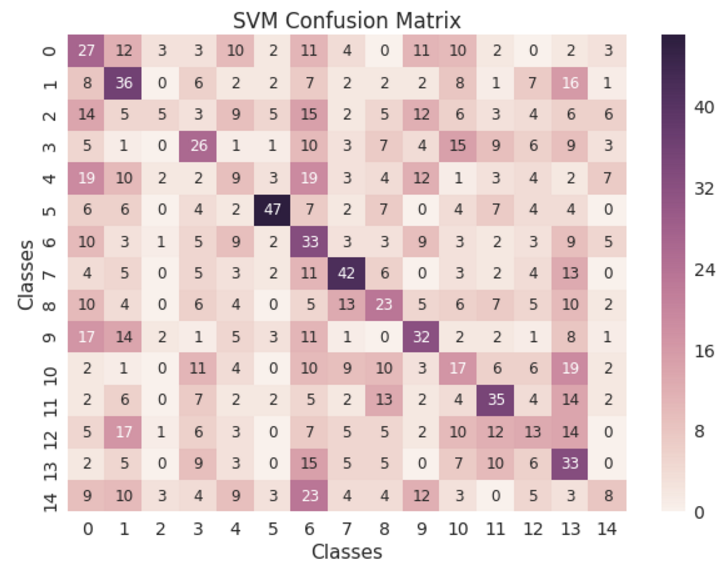 SVM Confusion Matrix
0 27 12 3 3 10 2 11 4 0 11 10 2 0 2 3
1 8 36 0 6 2 2 7 2 2 2 8 1 7 16 1
2 14 5 5 3 9 5 15 2 5 12 6 3 4 6 6
3 5 1 0 26 1 1 10 3 7 4 15 9 6 9 3
4 19 10 2 2 9 3 19 3 4 12 1 3 4 2 7
5 6 6 0 4 2 47 7 2 7 0 4 7 4 4 0
6 10 3 1 5 9 2 33 3 3 9 3 2 3 9 5
7 4 5 0 5 3 2 11 42 6 0 3 2 4 13 0
8 10 4 0 6 4 0 5 13 23 5 6 7 5 10 2
9 17 14 2 1 5 3 11 1 0 32 2 2 1 8 1
10 2 1 0 11 4 0 10 9 10 3 17 6 6 19 2
11 2 6 0 7 2 2 5 2 13 2 4 35 4 14 2
12 5 17 1 6 3 0 7 5 5 2 10 12 13 14 0
13 2 5 0 9 3 0 15 5 5 0 7 10 6 33 0
14 9 10 3 4 9 3 23 4 4 12 3 0 5 3 8
0 1 2 3 4 5 6 7 8 9 10 11 12 13 14
Classes
Classes
40
32
24
16
8
0